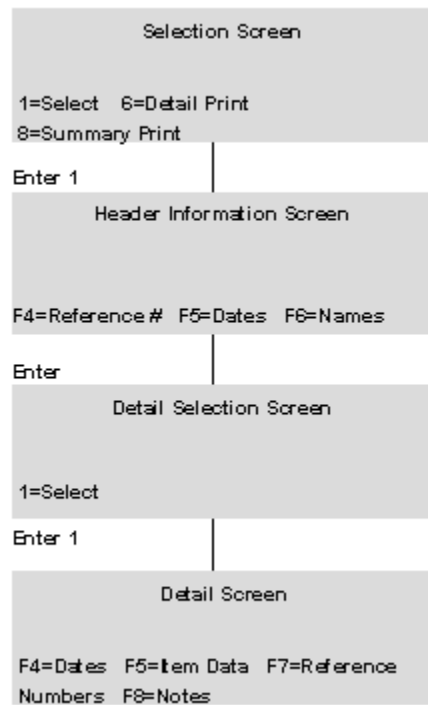 Selection Screen
1=Select 6=Detail Print
8=Summary Print
Enter 1
Header Information Screen
F4=Reference # F5=Dates F6=Names
Enter
Detail Selection Screen
1=Select
Enter 1
Detail Screen
F4=Dates F5=Item Data F7=Reference
Numbers F8=Notes